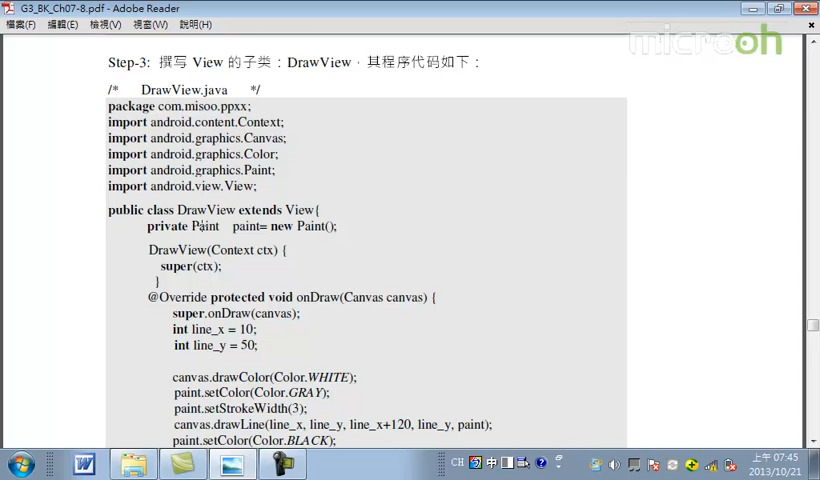 G3_BK_Ch07-8.pdf - Adobe Reader
檔案(F) 編輯(E) 檢視(V) 視窗(W) 說明(H)
microoh
Step-3: 撰写 View 的子类：DrawView，其程序代码如下：
/* DrawView.java */
package com.misoo.ppxx;
import android.content.Context;
import android.graphics.Canvas;
import android.graphics.Color;
import android.graphics.Paint;
import android.view.View;
public class DrawView extends View{
private Paint paint= new Paint();
DrawView(Context ctx) {
super(ctx);
}
@Override protected void onDraw(Canvas canvas) {
super.onDraw(canvas);
int line_x = 10;
int line_y = 50;
canvas.drawColor(Color.WHITE);
paint.setColor(Color.GRAY);
paint.setStrokeWidth(3);
canvas.drawLine(line_x, line_y, line_x+120, line_y, paint);
paint.setColor(Color.BLACK);
CH 中
上午 07:45
2013/10/21